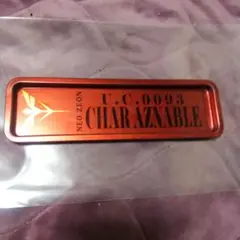 NEO ZEON
U.C.0093
CHAR AZNABLE